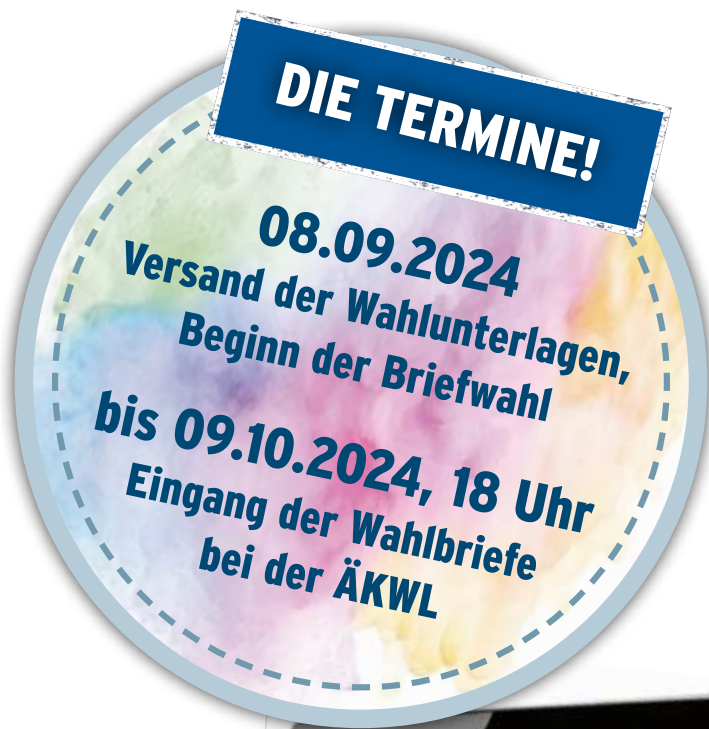 DIE TERMINE!
08.09.2024
Versand der Wahlunterlagen,
Beginn der Briefwahl
bis 09.10.2024, 18 Uhr
Eingang der Wahlbriefe
bei der ÄKWL